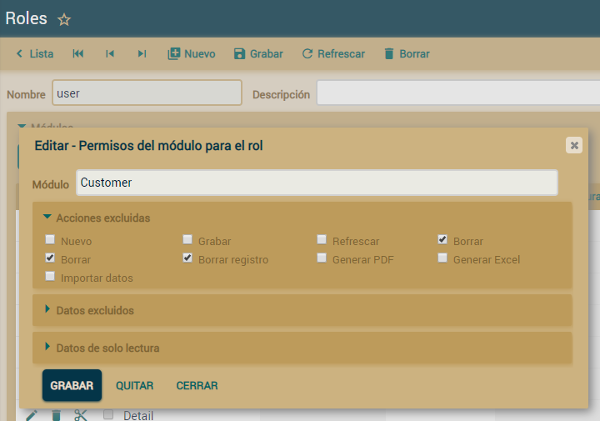 Roles
Lista Nuevo Grabar Refrescar Borrar
Nombre user Descripción
Módulos
Editar - Permisos del módulo para el rol
Módulo Customer
Acciones excluidas
Nuevo Grabar Refrescar Borrar
Borrar Borrar registro Generar PDF Generar Excel
Importar datos
Datos excluidos
Datos de solo lectura
GRABAR QUITAR CERRAR
Detail